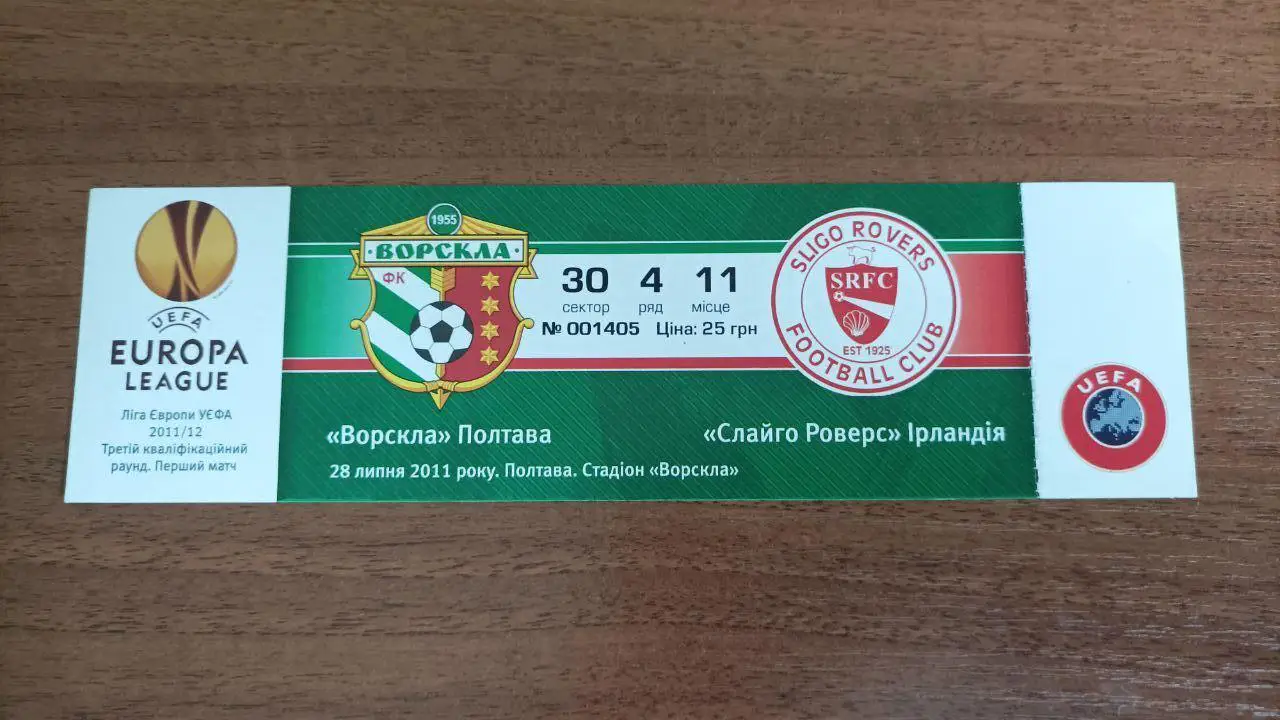 UEFA
EUROPA
LEAGUE
Ліга Європи УЄФА
2011/12
Третій кваліфікаційний
раунд. Перший матч
1955
ВОРСКЛА
ФК
30 4 11
сектор ряд місце
№ 001405 Ціна: 25 грн
SLIGO ROVERS
SRFC
EST 1925
FOOTBALL CLUB
«Ворскла» Полтава
«Слайго Роверс» Ірландія
28 липня 2011 року. Полтава. Стадіон «Ворскла»
UEFA